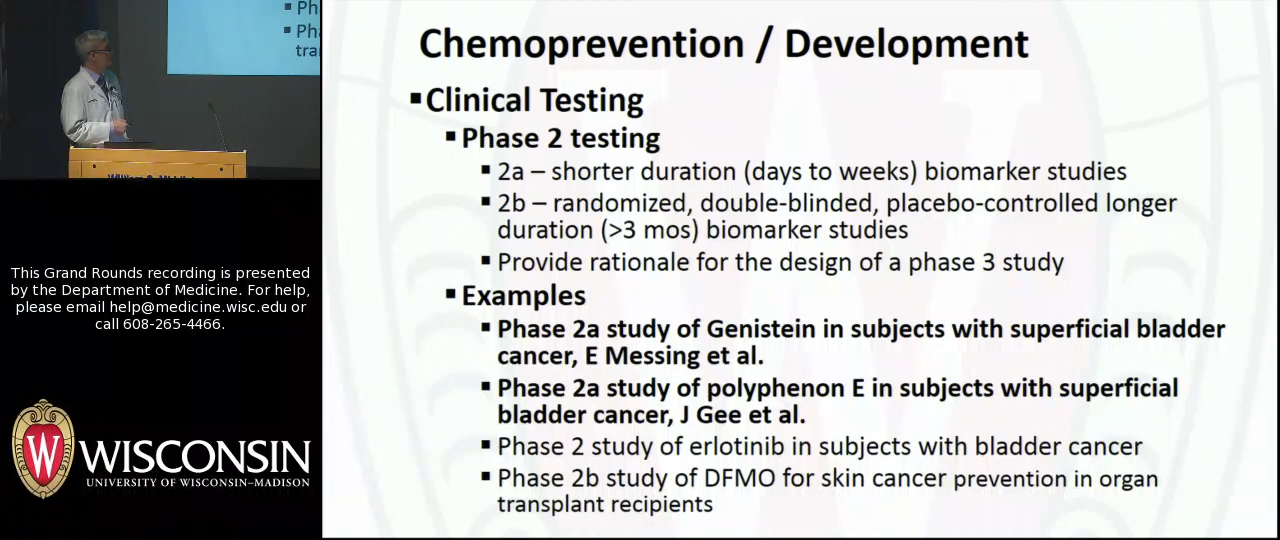 Chemoprevention / Development
▪Clinical Testing
▪Phase 2 testing
▪2a – shorter duration (days to weeks) biomarker studies
▪2b – randomized, double-blinded, placebo-controlled longer
duration (>3 mos) biomarker studies
▪Provide rationale for the design of a phase 3 study
▪Examples
▪Phase 2a study of Genistein in subjects with superficial bladder
cancer, E Messing et al.
▪Phase 2a study of polyphenon E in subjects with superficial
bladder cancer, J Gee et al.
▪Phase 2 study of erlotinib in subjects with bladder cancer
▪Phase 2b study of DFMO for skin cancer prevention in organ
transplant recipients
This Grand Rounds recording is presented
by the Department of Medicine. For help,
please email help@medicine.wisc.edu or
call 608-265-4466.
W
WISCONSIN
UNIVERSITY OF WISCONSIN–MADISON